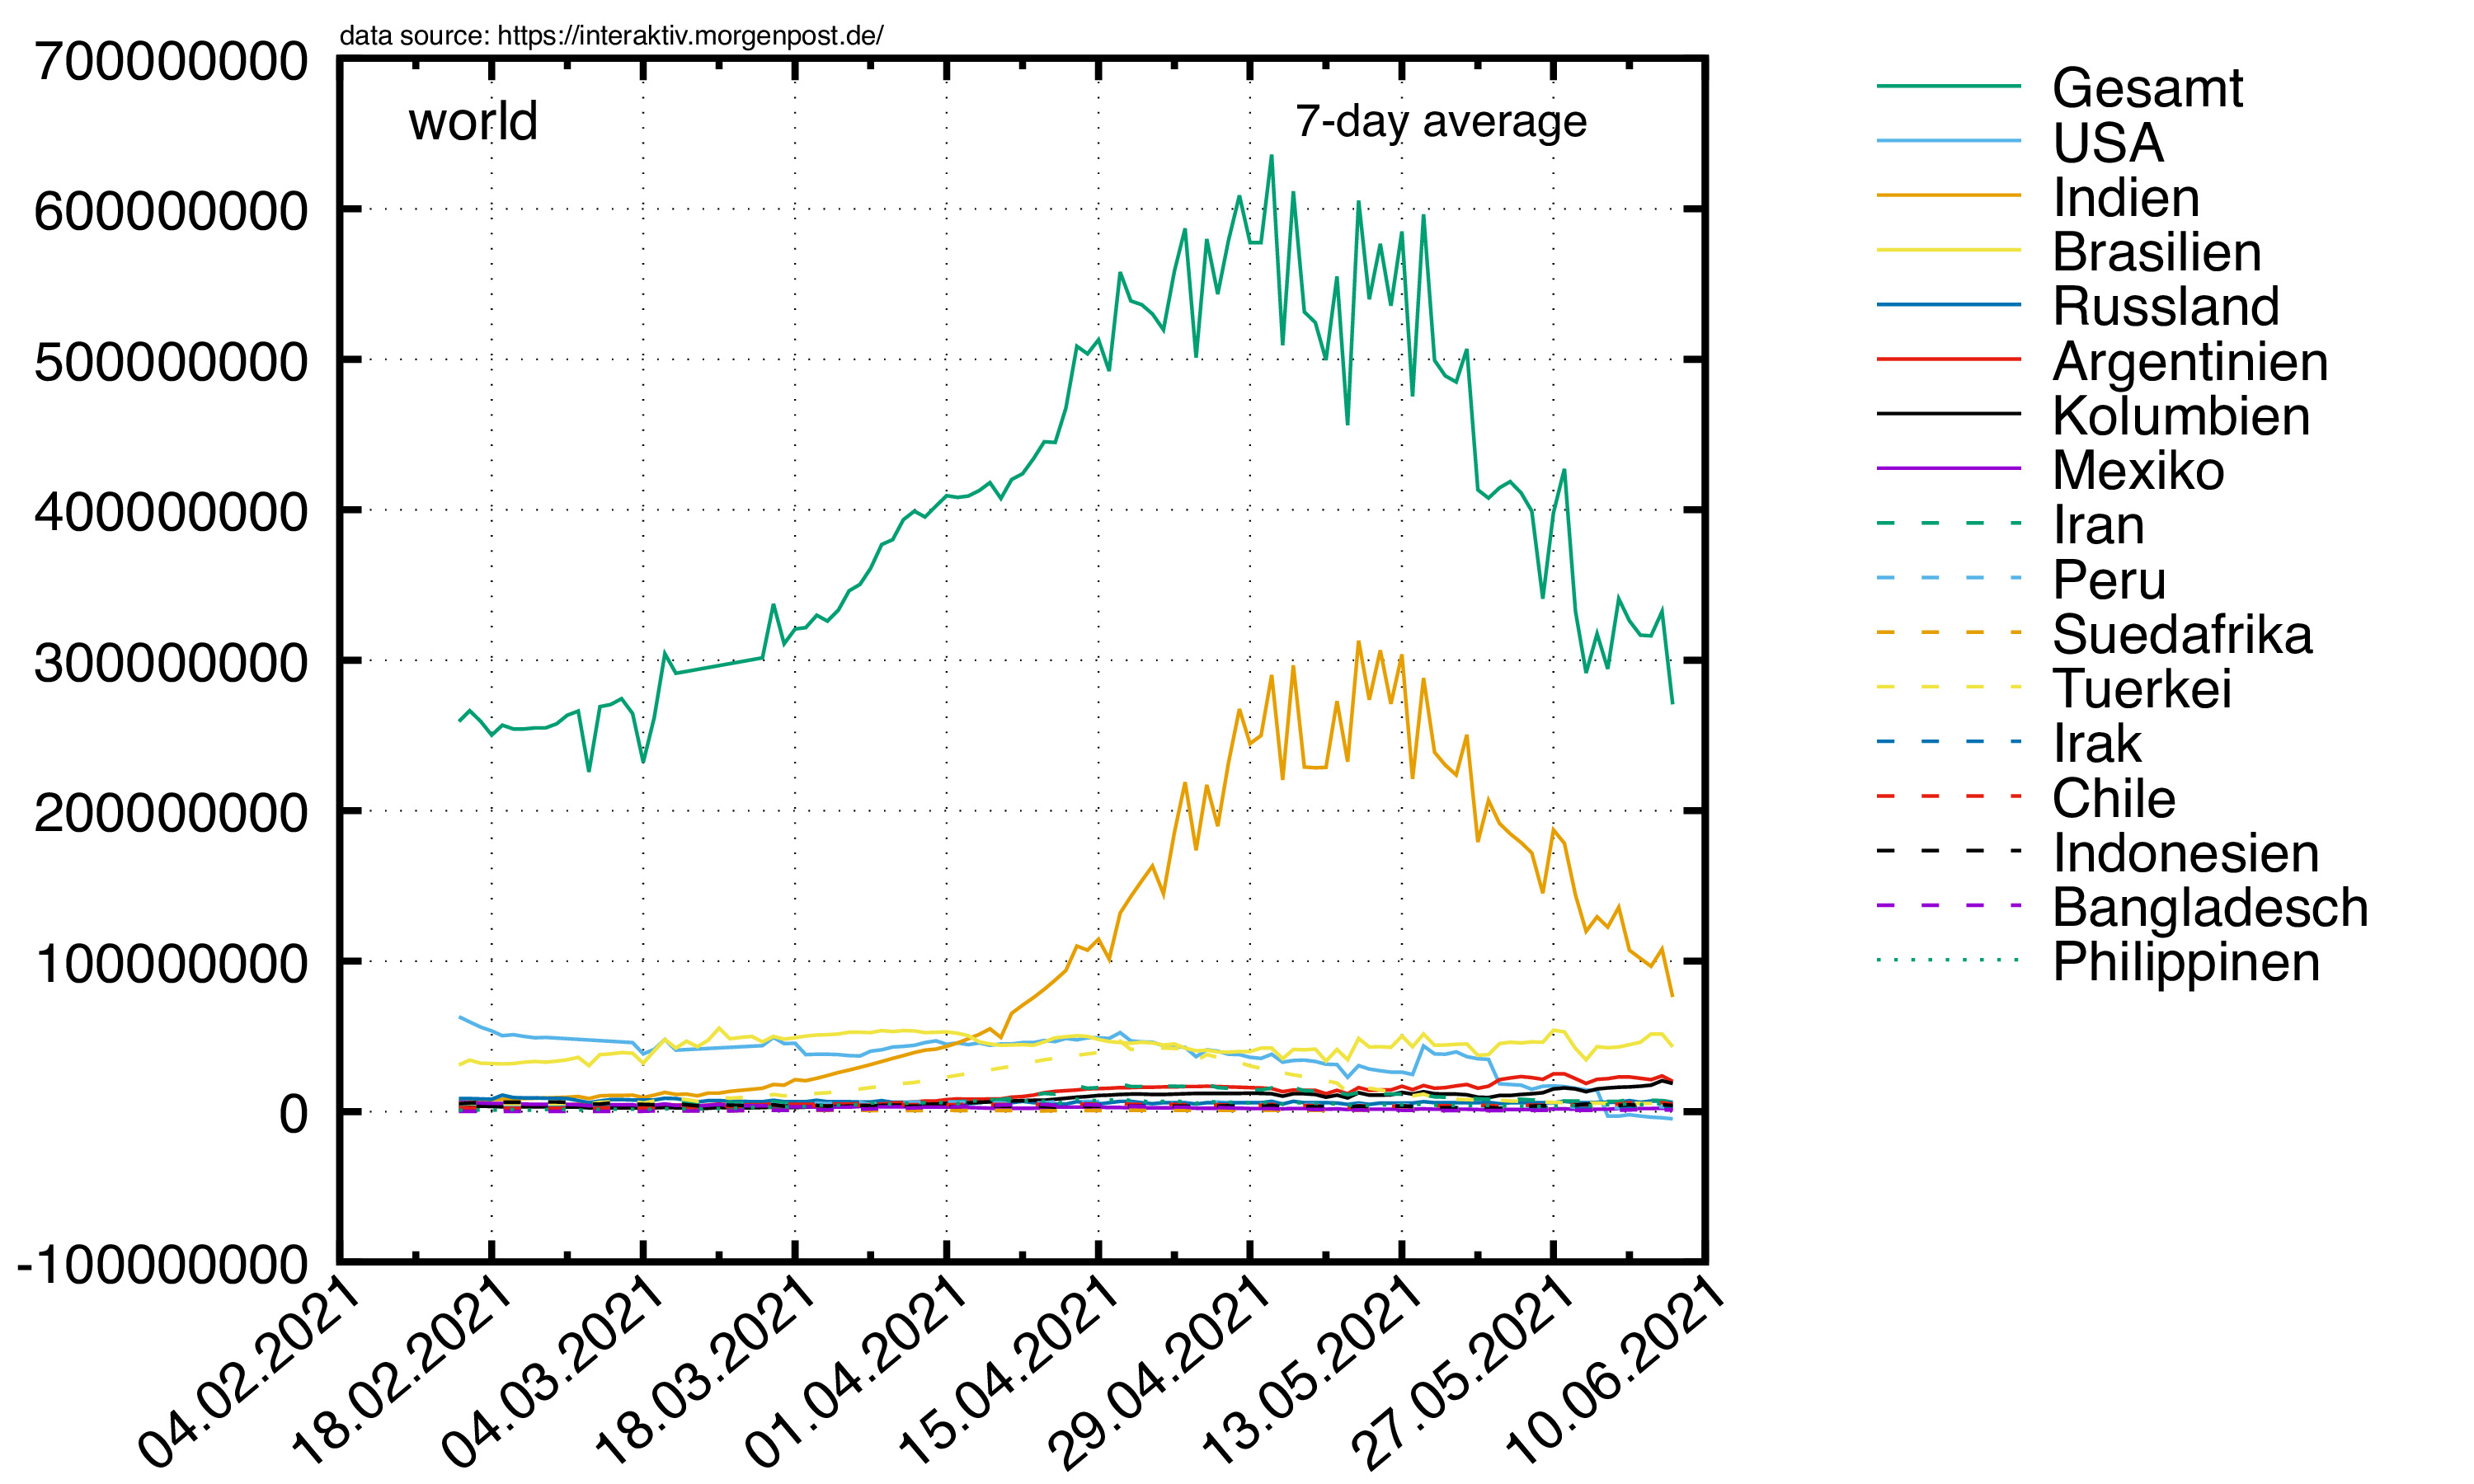 data source: https://interaktiv.morgenpost.de/
world
7-day average
700000000
600000000
500000000
400000000
300000000
200000000
100000000
0
-100000000
04.02.2021
18.02.2021
04.03.2021
18.03.2021
01.04.2021
15.04.2021
29.04.2021
13.05.2021
27.05.2021
10.06.2021
Gesamt
USA
Indien
Brasilien
Russland
Argentinien
Kolumbien
Mexiko
Iran
Peru
Suedafrika
Tuerkei
Irak
Chile
Indonesien
Bangladesch
Philippinen